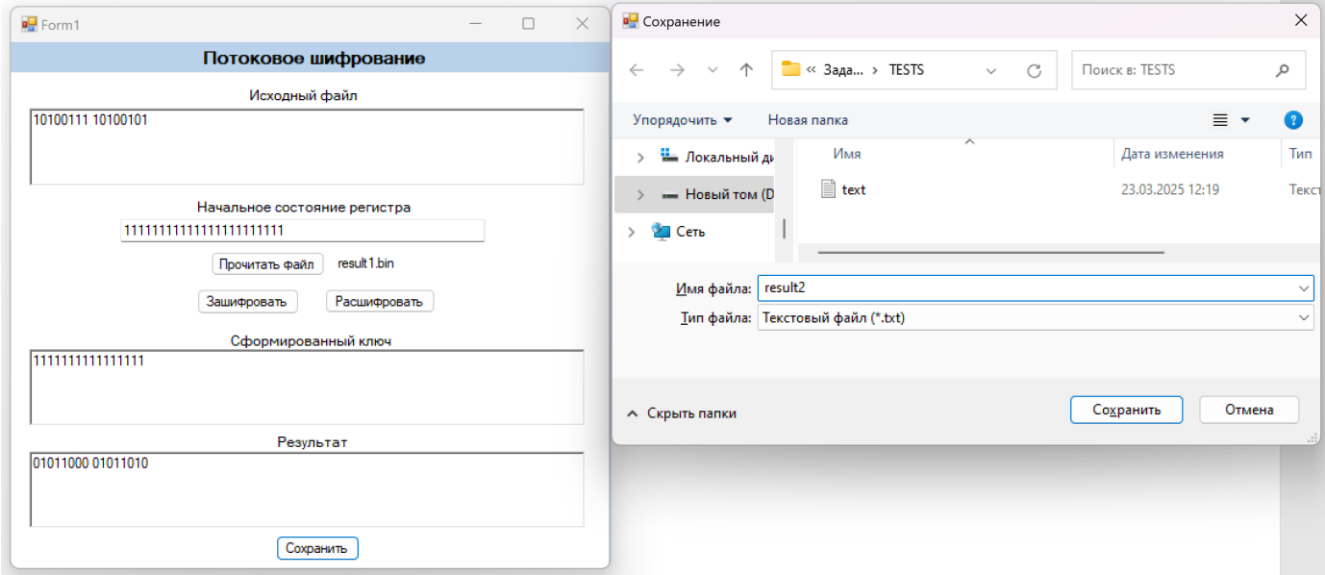 Form1
Потоковое шифрование
Исходный файл
10100111 10100101
Начальное состояние регистра
11111111111111111111111
Прочитать файл result1.bin
Зашифровать Расшифровать
Сформированный ключ
1111111111111111
Результат
01011000 01011010
Сохранить
Сохранение
« Зада... › TESTS
Поиск в: TESTS
Упорядочить Новая папка
Локальный ди
Новый том (D
Сеть
Имя Дата изменения Тип
text 23.03.2025 12:19 Текст
Имя файла: result2
Тип файла: Текстовый файл (*.txt)
Скрыть папки
Сохранить Отмена